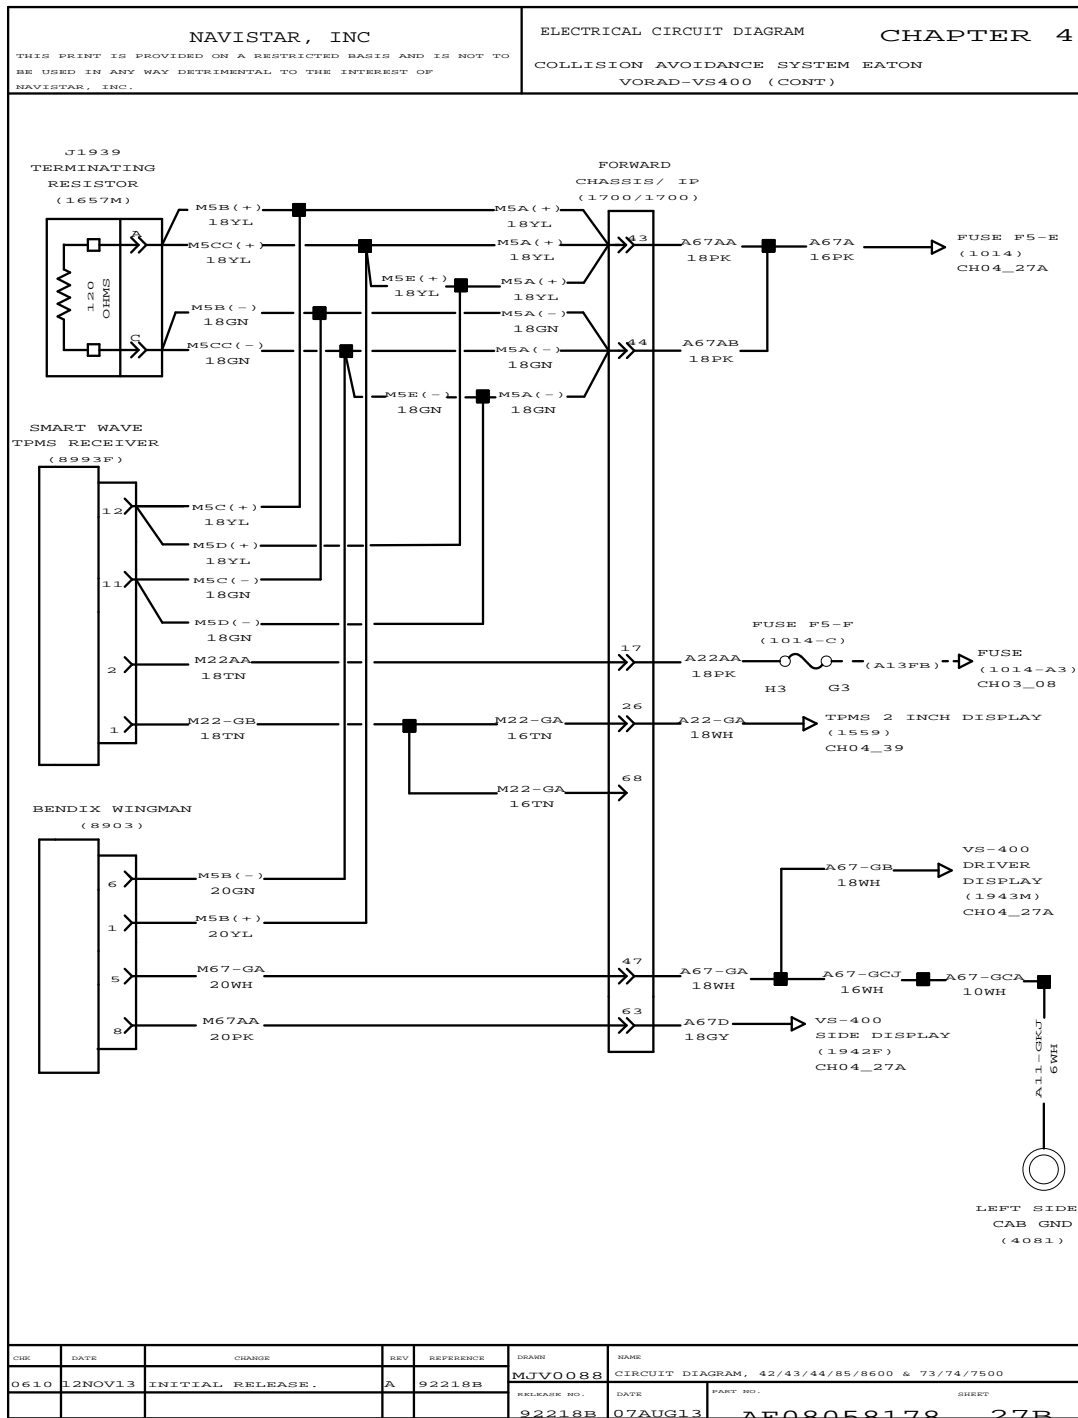 NAVISTAR, INC
THIS PRINT IS PROVIDED ON A RESTRICTED BASIS AND IS NOT TO
BE USED IN ANY WAY DETRIMENTAL TO THE INTEREST OF
NAVISTAR, INC.
ELECTRICAL CIRCUIT DIAGRAM
CHAPTER 4
COLLISION AVOIDANCE SYSTEM EATON
VORAD-VS400 (CONT)
J1939
TERMINATING
RESISTOR
(1657M)
A
C
120
OHMS
M5B(+)
18YL
M5CC(+)
18YL
M5E(+)
18YL
M5B(-)
18GN
M5CC(-)
18GN
M5E(-)
18GN
M5A(+)
18YL
M5A(+)
18YL
M5A(+)
18YL
M5A(-)
18GN
M5A(-)
18GN
M5A(-)
18GN
FORWARD
CHASSIS/ IP
(1700/1700)
43
A67AA
18PK
A67A
16PK
FUSE F5-E
(1014)
CH04_27A
44
A67AB
18PK
SMART WAVE
TPMS RECEIVER
(8993F)
12
M5C(+)
18YL
M5D(+)
18YL
11
M5C(-)
18GN
M5D(-)
18GN
2
M22AA
18TN
17
A22AA
18PK
FUSE F5-F
(1014-C)
H3
G3
(A13FB)
FUSE
(1014-A3)
CH03_08
1
M22-GB
18TN
M22-GA
16TN
26
A22-GA
18WH
TPMS 2 INCH DISPLAY
(1559)
CH04_39
M22-GA
16TN
68
BENDIX WINGMAN
(8903)
6
M5B(-)
20GN
1
M5B(+)
20YL
5
M67-GA
20WH
8
M67AA
20PK
47
A67-GA
18WH
A67-GB
18WH
VS-400
DRIVER
DISPLAY
(1943M)
CH04_27A
A67-GCJ
16WH
A67-GCA
10WH
63
A67D
18GY
VS-400
SIDE DISPLAY
(1942F)
CH04_27A
A11-GKJ
6WH
LEFT SIDE
CAB GND
(4081)
CHK DATE CHANGE REV REFERENCE
0610 12NOV13 INITIAL RELEASE. A 92218B
DRAWN
MJV0088
NAME
CIRCUIT DIAGRAM, 42/43/44/85/8600 & 73/74/7500
RELEASE NO.
92218B
DATE
07AUG13
PART NO.
AF08058178
SHEET
27B